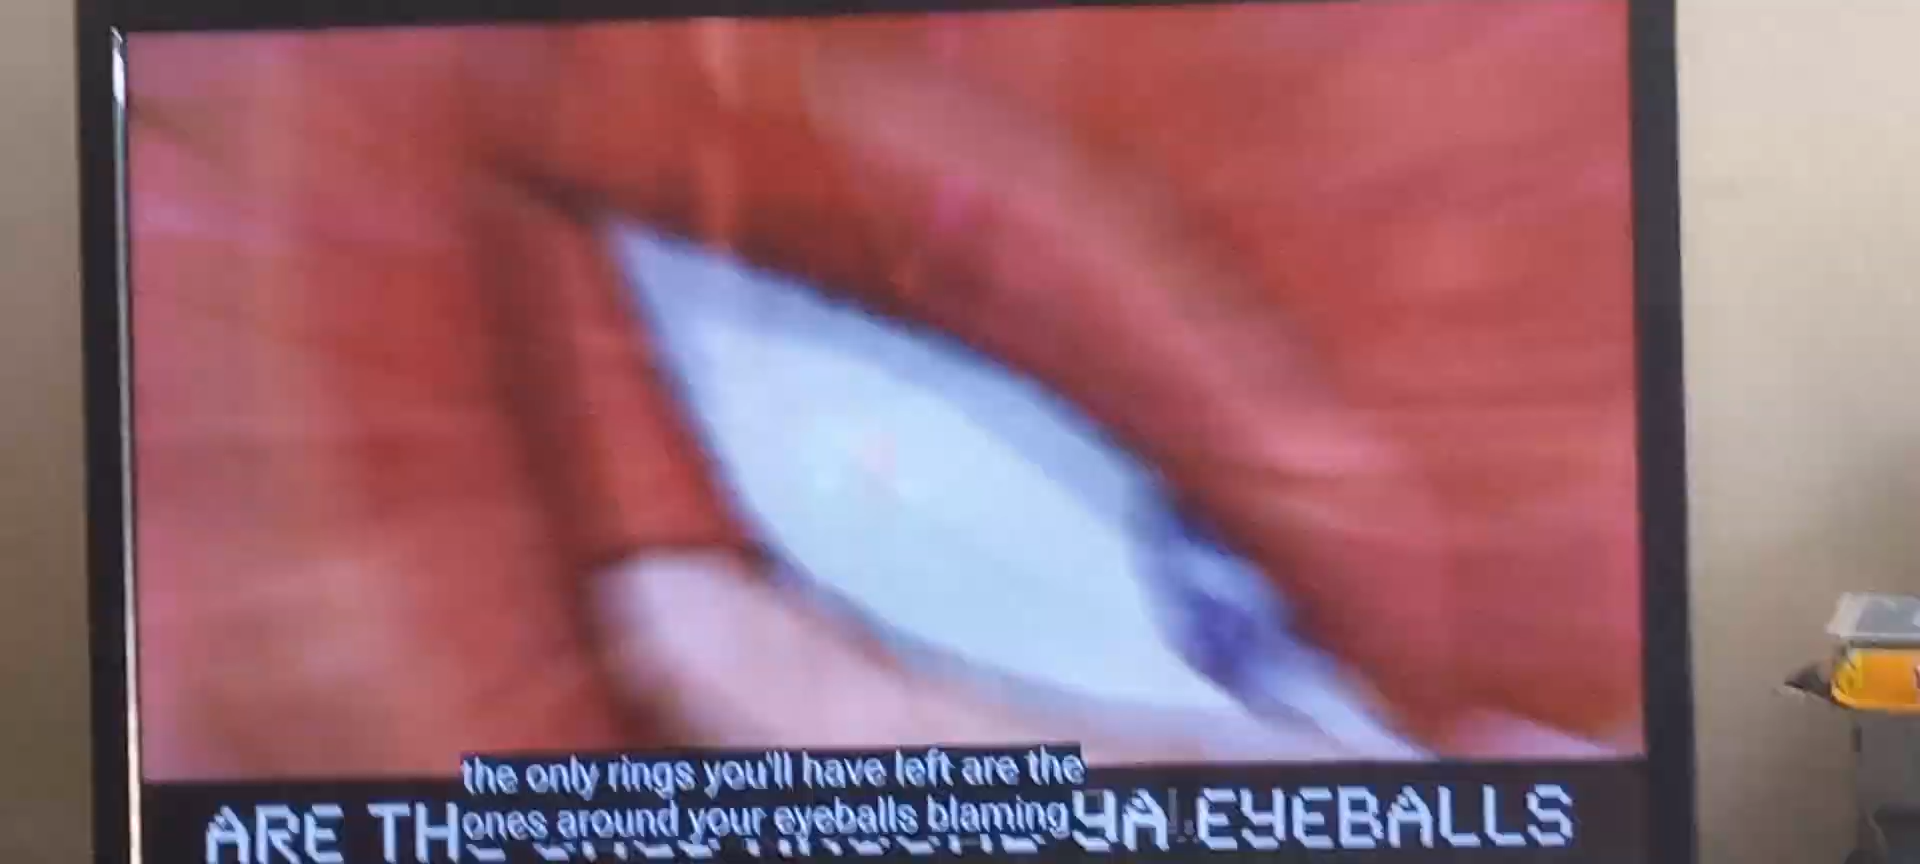 the only rings you'll have left are the
ones around your eyeballs blaming
ARE TH YA EYEBALLS